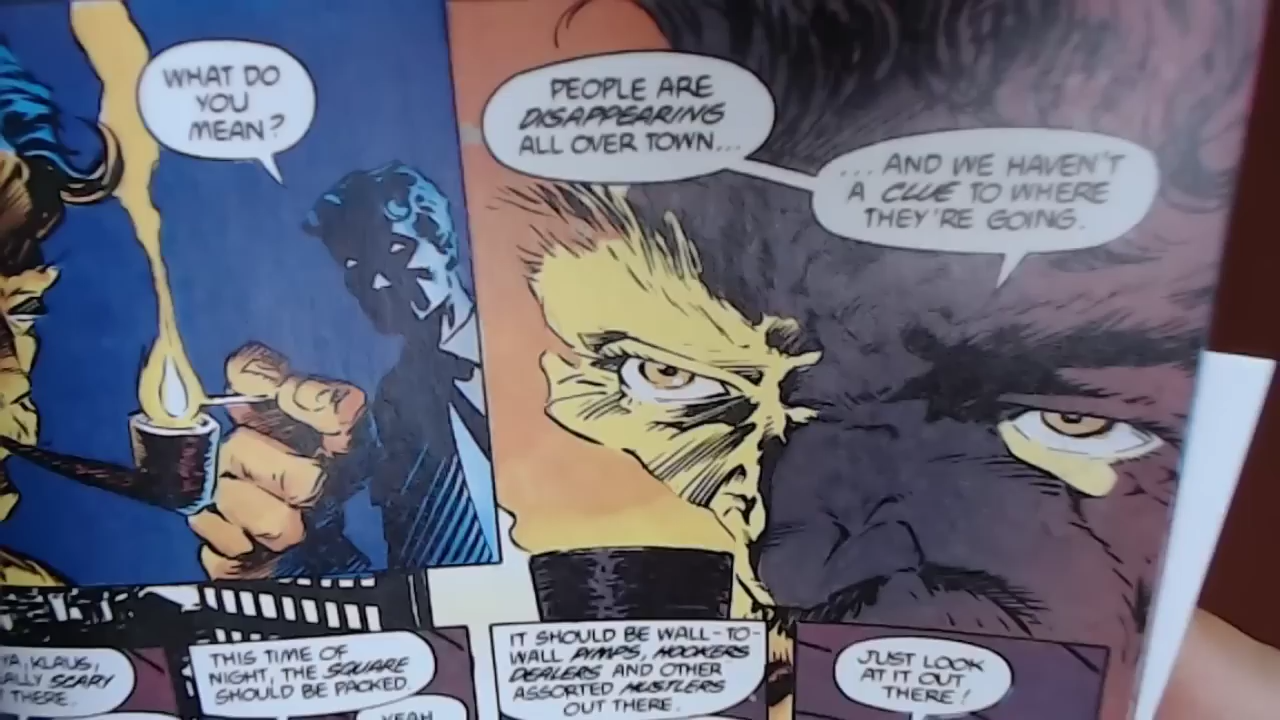 WHAT DO
YOU
MEAN?
PEOPLE ARE
DISAPPEARING
ALL OVER TOWN...
...AND WE HAVEN'T
A CLUE TO WHERE
THEY'RE GOING.
YA, KLAUS,
SCARY
THERE.
THIS TIME OF
NIGHT, THE SQUARE
SHOULD BE PACKED.
YEAH
IT SHOULD BE WALL-TO-
WALL PIMPS, HOOKERS
DEALERS AND OTHER
ASSORTED HUSTLERS
OUT THERE.
JUST LOOK
AT IT OUT
THERE!